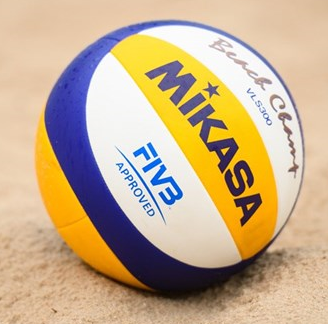 Beach Champ
VLS300
MIKASA
FIVB
APPROVED